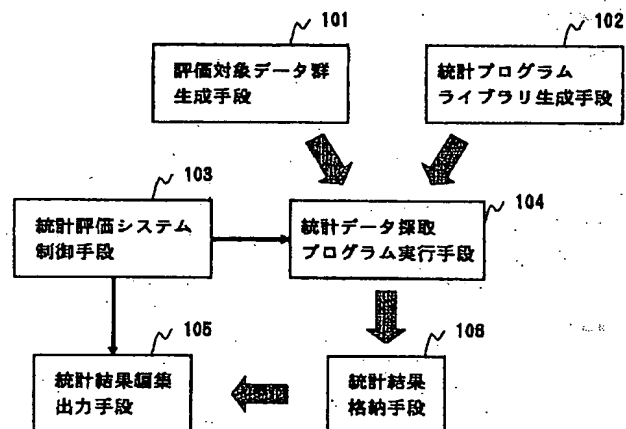 101
評価対象データ群
生成手段
102
統計プログラム
ライブラリ生成手段
103
統計評価システム
制御手段
104
統計データ採取
プログラム実行手段
105
統計結果編集
出力手段
106
統計結果
格納手段